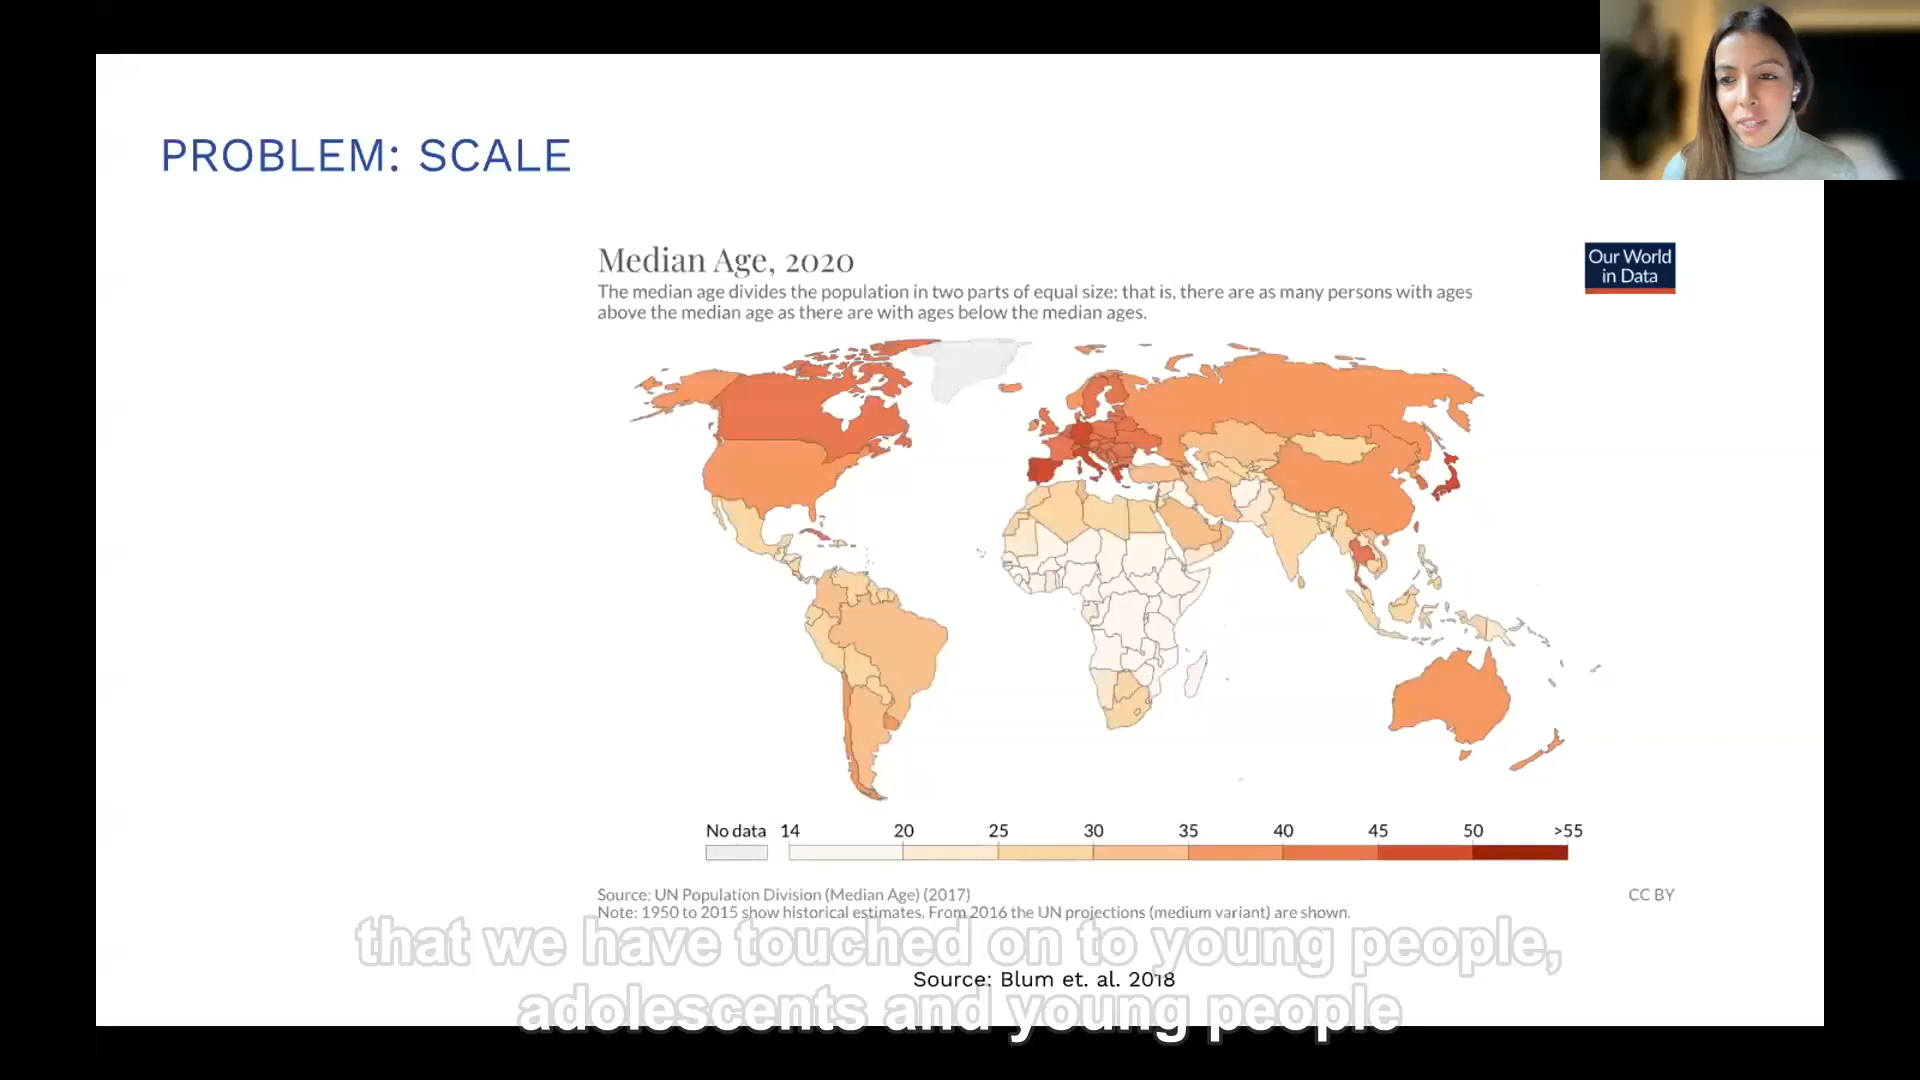 PROBLEM: SCALE
Median Age, 2020
The median age divides the population in two parts of equal size: that is, there are as many persons with ages
above the median age as there are with ages below the median ages.
Our World
in Data
No data 14 20 25 30 35 40 45 50 >55
Source: UN Population Division (Median Age) (2017)
CC BY
Note: 1950 to 2015 show historical estimates. From 2016 the UN projections (medium variant) are shown.
that we have touched on to young people,
Source: Blum et. al. 2018
adolescents and young people